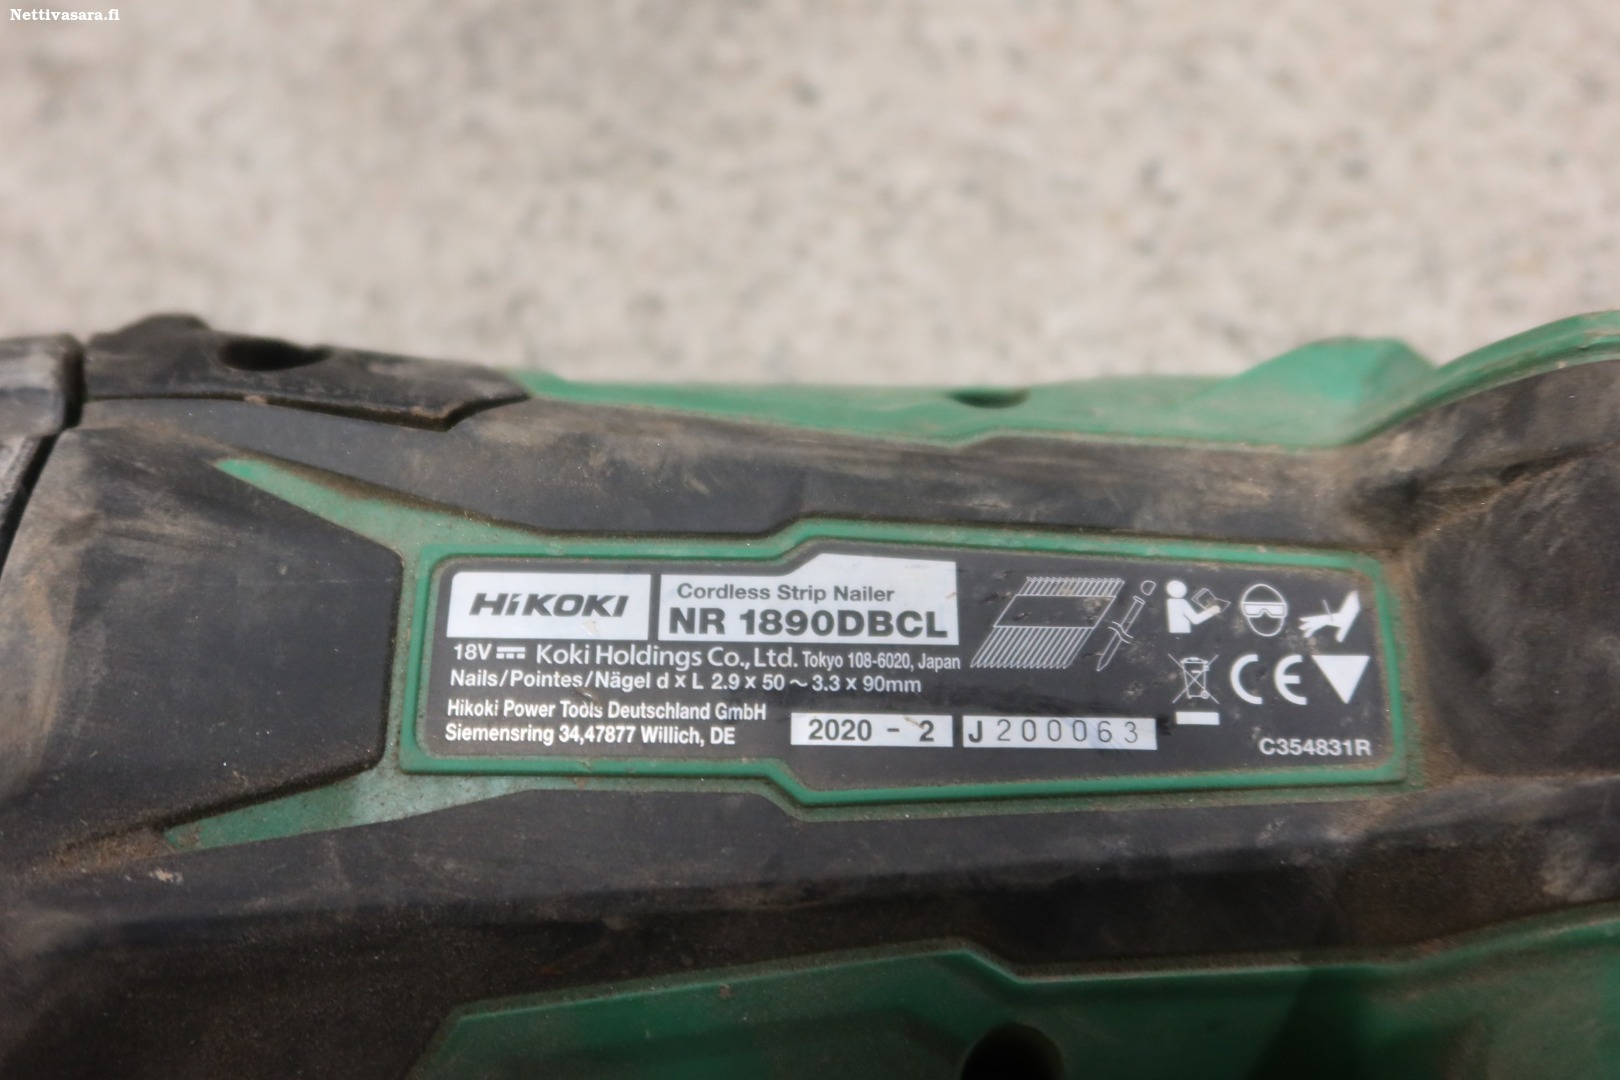 Nettivasara.fi
HiKOKI
Cordless Strip Nailer
NR 1890DBCL
18V Koki Holdings Co., Ltd. Tokyo 108-6020, Japan
Nails/Pointes/Nägel d x L 2.9 x 50 ~ 3.3 x 90mm
Hikoki Power Tools Deutschland GmbH
Siemensring 34,47877 Willich, DE
2020 - 2
J 200063
CE
C354831R